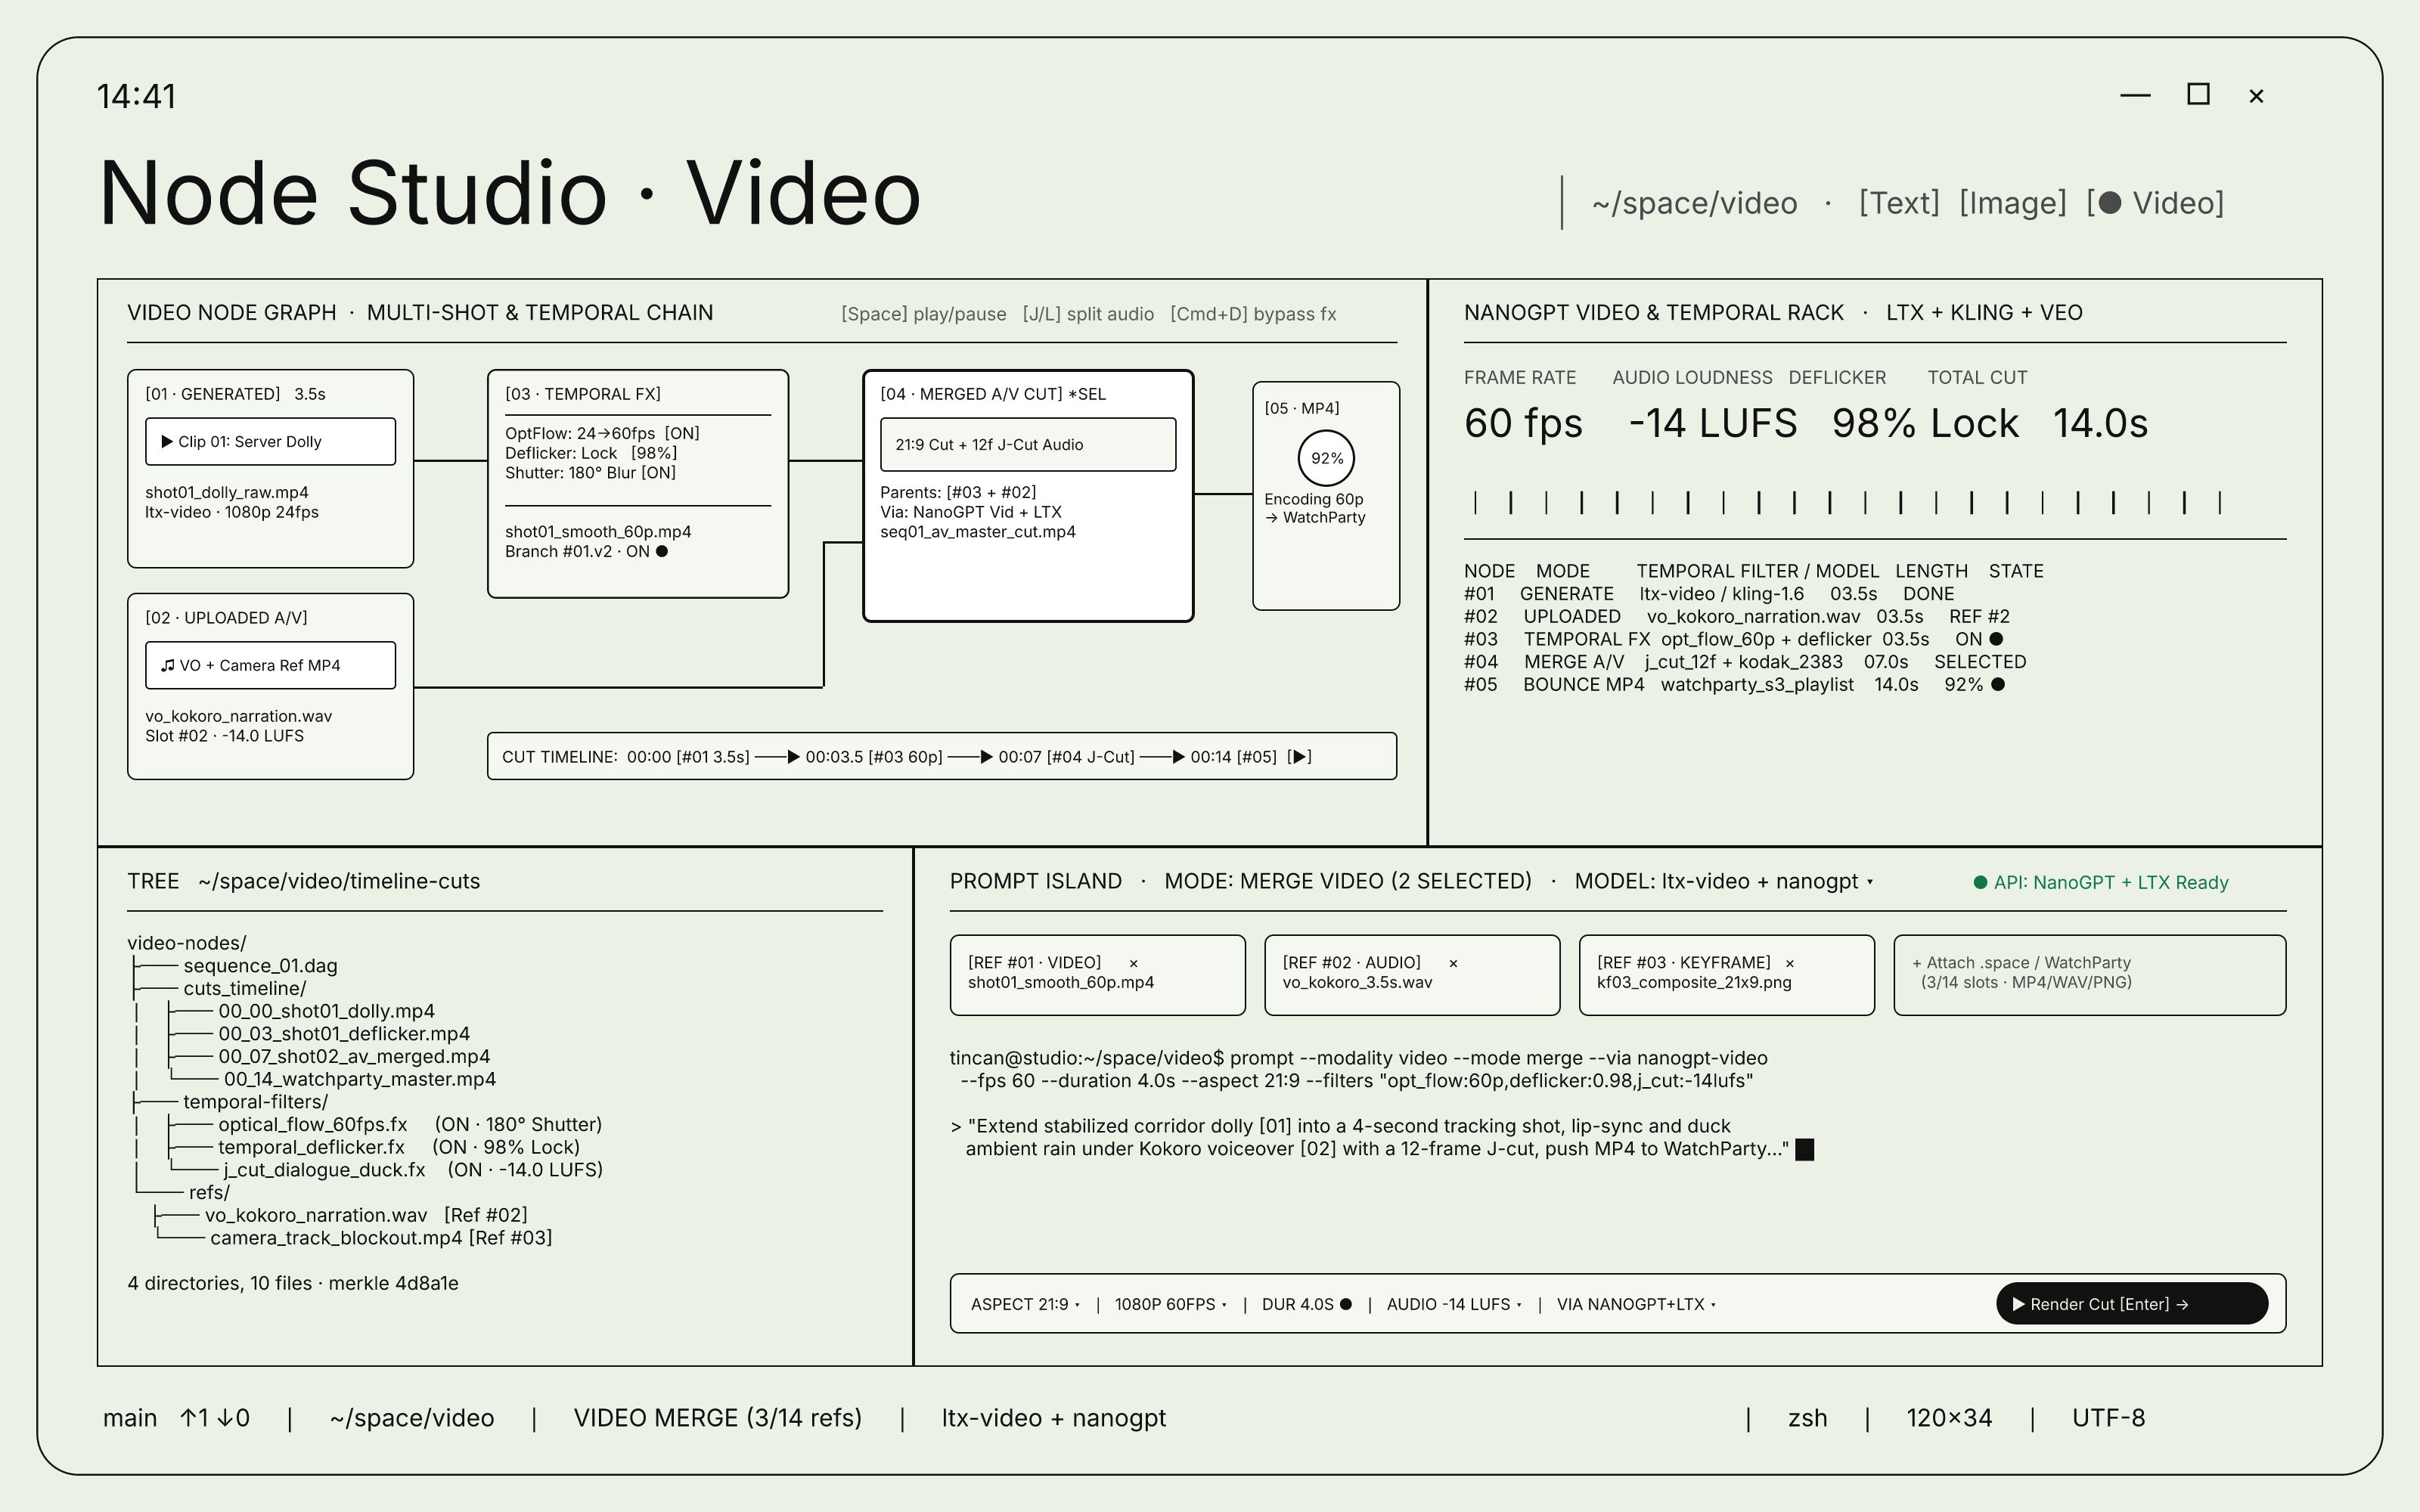 14:41
— □ ×
Node Studio · Video
~/space/video · [Text] [Image] [● Video]
VIDEO NODE GRAPH · MULTI-SHOT & TEMPORAL CHAIN
[Space] play/pause [J/L] split audio [Cmd+D] bypass fx
[01 · GENERATED] 3.5s
▶ Clip 01: Server Dolly
shot01_dolly_raw.mp4
ltx-video · 1080p 24fps
[03 · TEMPORAL FX]
OptFlow: 24→60fps [ON]
Deflicker: Lock [98%]
Shutter: 180° Blur [ON]
shot01_smooth_60p.mp4
Branch #01.v2 · ON ●
[04 · MERGED A/V CUT] *SEL
21:9 Cut + 12f J-Cut Audio
Parents: [#03 + #02]
Via: NanoGPT Vid + LTX
seq01_av_master_cut.mp4
[05 · MP4]
92%
Encoding 60p
→ WatchParty
[02 · UPLOADED A/V]
♫ VO + Camera Ref MP4
vo_kokoro_narration.wav
Slot #02 · -14.0 LUFS
CUT TIMELINE: 00:00 [#01 3.5s] ──▶ 00:03.5 [#03 60p] ──▶ 00:07 [#04 J-Cut] ──▶ 00:14 [#05] [▶]
NANOGPT VIDEO & TEMPORAL RACK · LTX + KLING + VEO
FRAME RATE AUDIO LOUDNESS DEFLICKER TOTAL CUT
60 fps -14 LUFS 98% Lock 14.0s
| | | | | | | | | | | | | | | | | | | | | |
NODE MODE TEMPORAL FILTER / MODEL LENGTH STATE
#01 GENERATE ltx-video / kling-1.6 03.5s DONE
#02 UPLOADED vo_kokoro_narration.wav 03.5s REF #2
#03 TEMPORAL FX opt_flow_60p + deflicker 03.5s ON ●
#04 MERGE A/V j_cut_12f + kodak_2383 07.0s SELECTED
#05 BOUNCE MP4 watchparty_s3_playlist 14.0s 92% ●
TREE ~/space/video/timeline-cuts
video-nodes/
├── sequence_01.dag
├── cuts_timeline/
│ ├── 00_00_shot01_dolly.mp4
│ ├── 00_03_shot01_deflicker.mp4
│ ├── 00_07_shot02_av_merged.mp4
│ └── 00_14_watchparty_master.mp4
├── temporal-filters/
│ ├── optical_flow_60fps.fx (ON · 180° Shutter)
│ ├── temporal_deflicker.fx (ON · 98% Lock)
│ └── j_cut_dialogue_duck.fx (ON · -14.0 LUFS)
└── refs/
├── vo_kokoro_narration.wav [Ref #02]
└── camera_track_blockout.mp4 [Ref #03]
4 directories, 10 files · merkle 4d8a1e
PROMPT ISLAND · MODE: MERGE VIDEO (2 SELECTED) · MODEL: ltx-video + nanogpt ▾
● API: NanoGPT + LTX Ready
[REF #01 · VIDEO] ×
shot01_smooth_60p.mp4
[REF #02 · AUDIO] ×
vo_kokoro_3.5s.wav
[REF #03 · KEYFRAME] ×
kf03_composite_21x9.png
+ Attach .space / WatchParty
(3/14 slots · MP4/WAV/PNG)
tincan@studio:~/space/video$ prompt --modality video --mode merge --via nanogpt-video
--fps 60 --duration 4.0s --aspect 21:9 --filters "opt_flow:60p,deflicker:0.98,j_cut:-14lufs"
> "Extend stabilized corridor dolly [01] into a 4-second tracking shot, lip-sync and duck
ambient rain under Kokoro voiceover [02] with a 12-frame J-cut, push MP4 to WatchParty..." █
ASPECT 21:9 ▾ | 1080P 60FPS ▾ | DUR 4.0S ● | AUDIO -14 LUFS ▾ | VIA NANOGPT+LTX ▾
▶ Render Cut [Enter] →
main ↑1 ↓0 | ~/space/video | VIDEO MERGE (3/14 refs) | ltx-video + nanogpt
| zsh | 120×34 | UTF-8